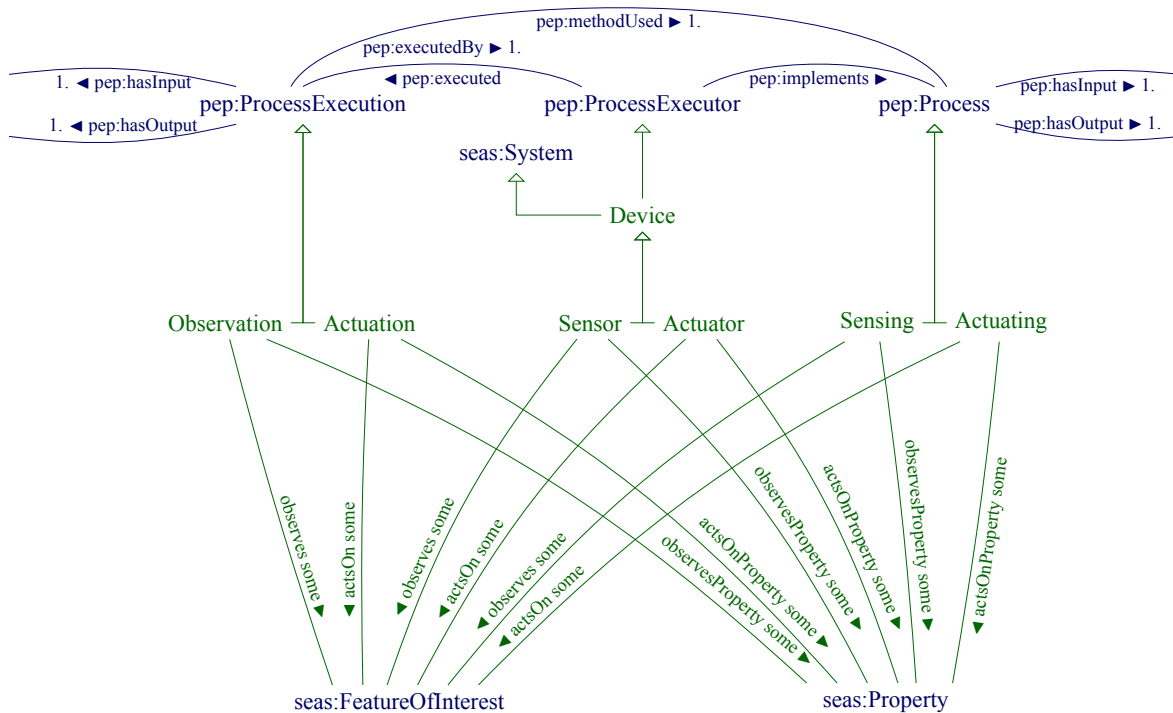 pep:methodUsed ► 1.
pep:executedBy ► 1.
1. ◄ pep:hasInput
◄ pep:executed
pep:implements ►
pep:hasInput ► 1.
pep:ProcessExecution
pep:ProcessExecutor
pep:Process
1. ◄ pep:hasOutput
pep:hasOutput ► 1.
seas:System
Device
Observation
Actuation
Sensor
Actuator
Sensing
Actuating
observes some ►
◄ actsOn some
◄ observes some
◄ actsOn some
◄ observes some
◄ actsOn some
observesProperty some ►
actsOnProperty some ►
observesProperty some ►
actsOnProperty some ►
observesProperty some ►
◄ actsOnProperty some
seas:FeatureOfInterest
seas:Property